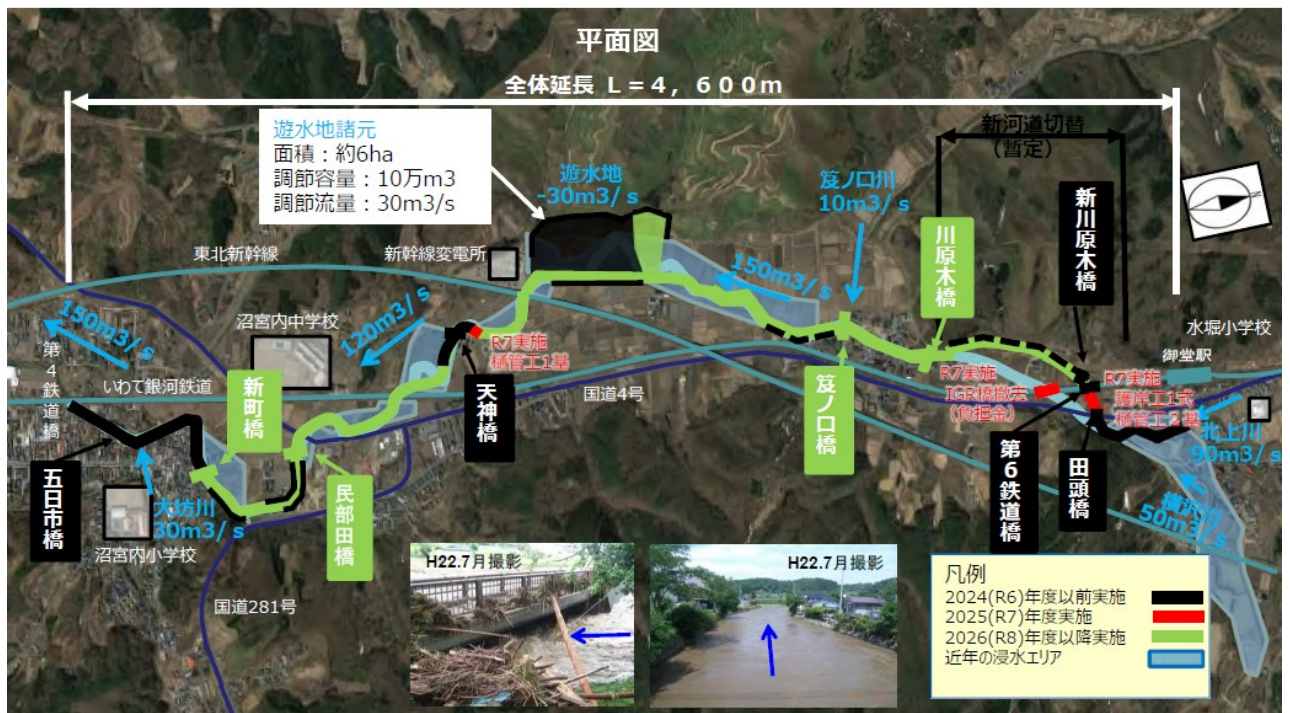 平面図
全体延長 L=4,600m
遊水地諸元
面積：約6ha
調節容量：10万m3
調節流量：30m3/s
遊水地
-30m3/s
笈ノ口川
10m3/s
新河道切替
（暫定）
新川原木橋
川原木橋
東北新幹線
新幹線変電所
150m3/s
150m3/s
120m3/s
沼宮内中学校
水堀小学校
御堂駅
第4鉄道橋
いわて銀河鉄道
新町橋
R7実施
樋管工1基
天神橋
国道4号
笈ノ口橋
R7実施
IGR橋撤去
（負担金）
R7実施
護岸工1式
樋管工2基
北上川
90m3/s
第6鉄道橋
田頭橋
横沢川
50m3/s
五日市橋
大坊川
30m3/s
沼宮内小学校
民部田橋
国道281号
H22.7月撮影
H22.7月撮影
凡例
2024(R6)年度以前実施
2025(R7)年度実施
2026(R8)年度以降実施
近年の浸水エリア